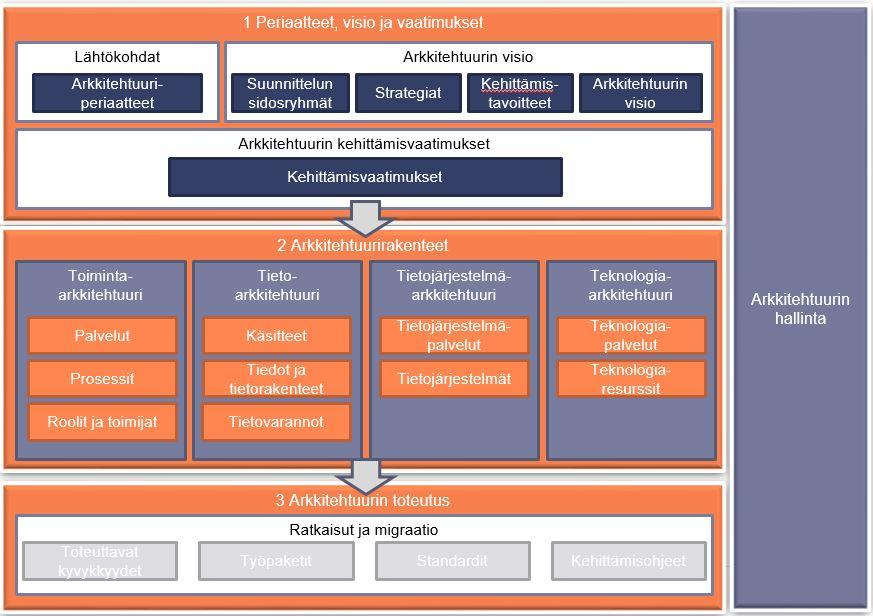 1 Periaatteet, visio ja vaatimukset
Lähtökohdat
Arkkitehtuuri-
periaatteet
Arkkitehtuurin visio
Suunnittelun
sidosryhmät
Strategiat
Kehittämis-
tavoitteet
Arkkitehtuurin
visio
Arkkitehtuurin kehittämisvaatimukset
Kehittämisvaatimukset
2 Arkkitehtuurirakenteet
Toiminta-
arkkitehtuuri
Palvelut
Prosessit
Roolit ja toimijat
Tieto-
arkkitehtuuri
Käsitteet
Tiedot ja
tietorakenteet
Tietovarannot
Tietojärjestelmä-
arkkitehtuuri
Tietojärjestelmä-
palvelut
Tietojärjestelmät
Teknologia-
arkkitehtuuri
Teknologia-
palvelut
Teknologia-
resurssit
3 Arkkitehtuurin toteutus
Ratkaisut ja migraatio
Toteuttavat
kyvykkyydet
Työpaketit
Standardit
Kehittämisohjeet
Arkkitehtuurin
hallinta